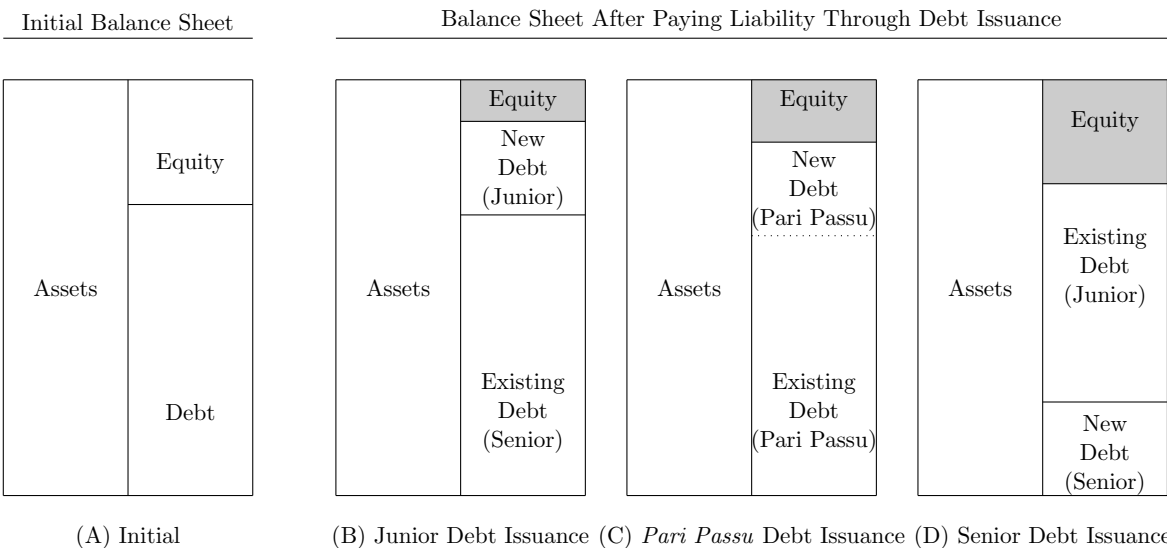 Initial Balance Sheet
Balance Sheet After Paying Liability Through Debt Issuance
Assets
Equity
Debt
Assets
Equity
New
Debt
(Junior)
Existing
Debt
(Senior)
Assets
Equity
New
Debt
(Pari Passu)
Existing
Debt
(Pari Passu)
Assets
Equity
Existing
Debt
(Junior)
New
Debt
(Senior)
(A) Initial
(B) Junior Debt Issuance
(C) Pari Passu Debt Issuance
(D) Senior Debt Issuance